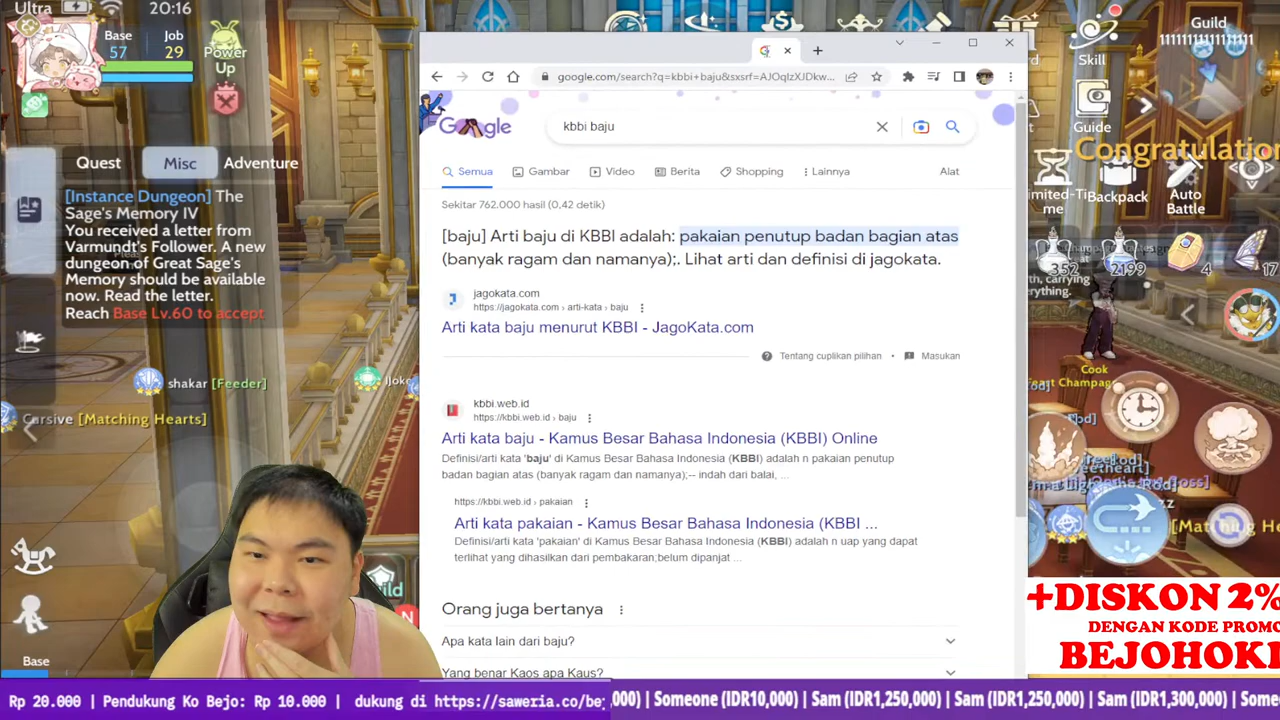 Ultra
20:16
Base
57
Job
29
Power
Up
Quest
Misc
Adventure
[Instance Dungeon] The
Sage's Memory IV
You received a letter from
Varmundt's Follower. A new
dungeon of Great Sage's
Memory should be available
now. Read the letter.
Reach Base Lv.60 to accept
shakar [Feeder]
IJoke
Cursive [Matching Hearts]
Base
google.com/search?q=kbbi+baju&sxsrf=AJOqlzXJDkw...
Google
kbbi baju
Semua
Gambar
Video
Berita
Shopping
Lainnya
Alat
Sekitar 762.000 hasil (0,42 detik)
[baju] Arti baju di KBBI adalah: pakaian penutup badan bagian atas
(banyak ragam dan namanya);. Lihat arti dan definisi di jagokata.
jagokata.com
https://jagokata.com › arti-kata › baju
Arti kata baju menurut KBBI - JagoKata.com
Tentang cuplikan pilihan
Masukan
kbbi.web.id
https://kbbi.web.id › baju
Arti kata baju - Kamus Besar Bahasa Indonesia (KBBI) Online
Definisi/arti kata 'baju' di Kamus Besar Bahasa Indonesia (KBBI) adalah n pakaian penutup
badan bagian atas (banyak ragam dan namanya);-- indah dari balai, ...
https://kbbi.web.id › pakaian
Arti kata pakaian - Kamus Besar Bahasa Indonesia (KBBI ...
Definisi/arti kata 'pakaian' di Kamus Besar Bahasa Indonesia (KBBI) adalah n uap yang dapat
terlihat yang dihasilkan dari pembakaran;belum dipanjat ...
Orang juga bertanya
Apa kata lain dari baju?
Yang benar Kaos apa Kaus?
Guild
Skill
Guide
Congratulation
Backpack
Auto
Battle
352
2199
4
17
Cook
Feast Champag
N
+DISKON 2%
DENGAN KODE PROMO
BEJOHOKI
Rp 20.000 | Pendukung Ko Bejo: Rp 10.000 | dukung di https://saweria.co/bej
000) | Someone (IDR10,000) | Sam (IDR1,250,000) | Sam (IDR1,250,000) | Sam (IDR1,300,000) | Someo